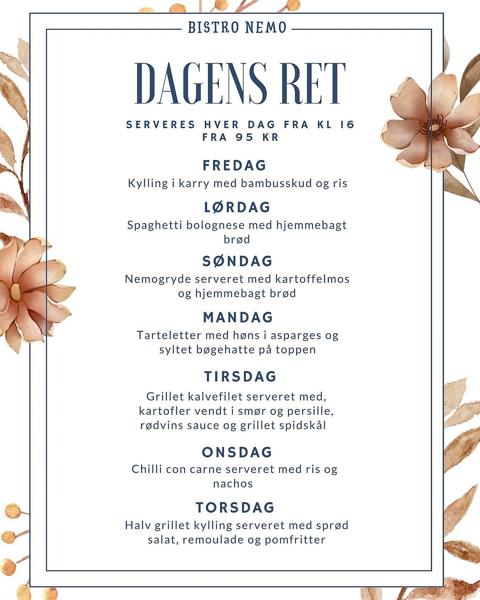 BISTRO NEMO
DAGENS RET
SERVERES HVER DAG FRA KL 16
FRA 95 KR
FREDAG
Kylling i karry med bambusskud og ris
LØRDAG
Spaghetti bolognese med hjemmebagt
brød
SØNDAG
Nemogryde serveret med kartoffelmos
og hjemmebagt brød
MANDAG
Tarteletter med høns i asparges og
syltet bøgehatte på toppen
TIRSDAG
Grillet kalvefilet serveret med,
kartofler vendt i smør og persille,
rødvins sauce og grillet spidskål
ONSDAG
Chilli con carne serveret med ris og
nachos
TORSDAG
Halv grillet kylling serveret med sprød
salat, remoulade og pomfritter